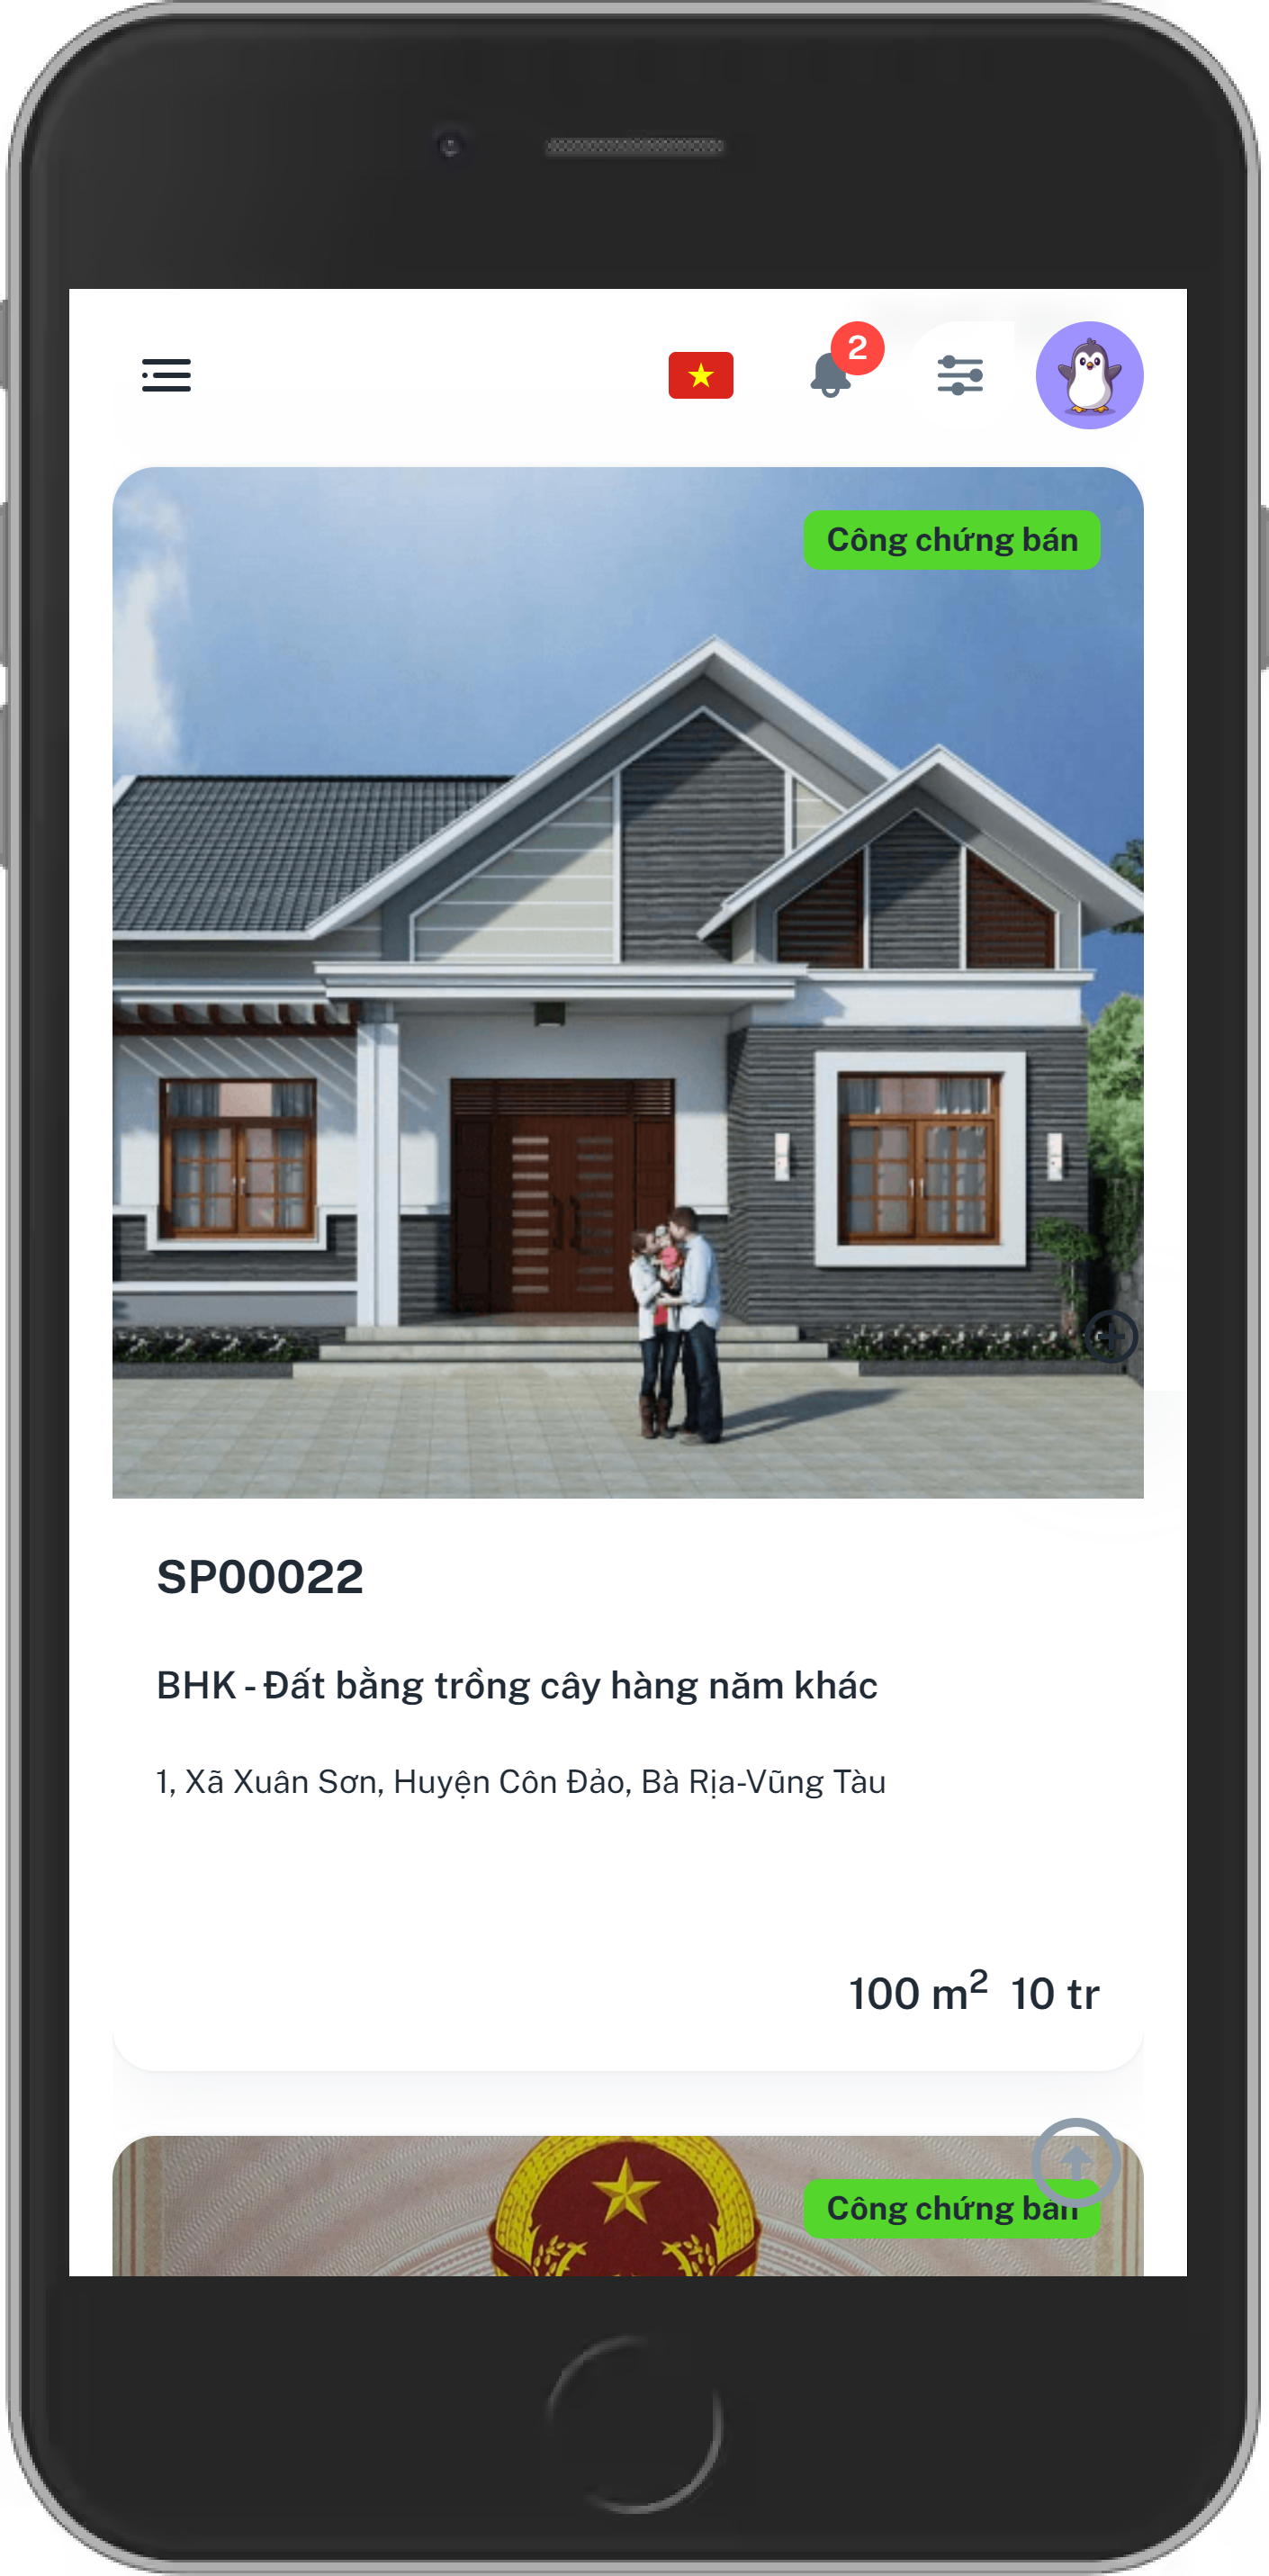 2
Công chứng bán
SP00022
BHK - Đất bằng trồng cây hàng năm khác
1, Xã Xuân Sơn, Huyện Côn Đảo, Bà Rịa-Vũng Tàu
100 m² 10 tr
Công chứng bán